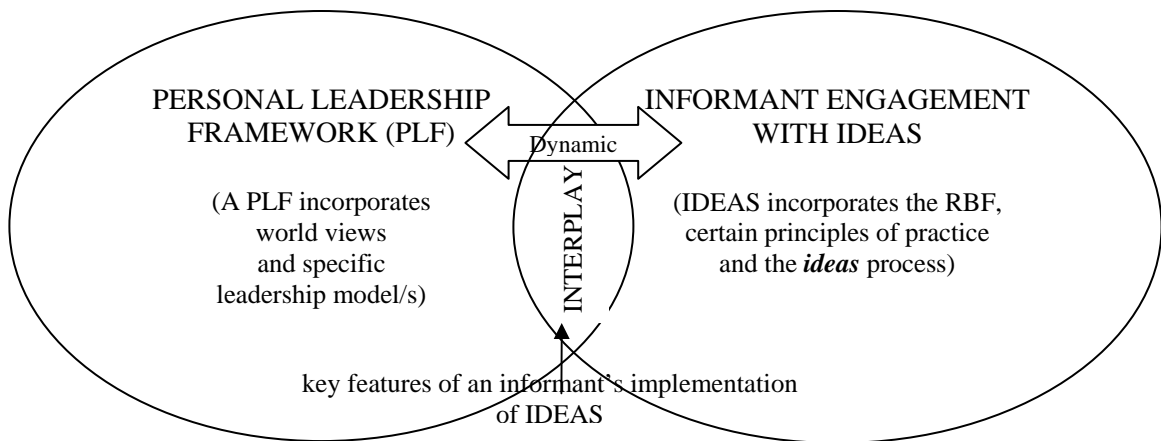 PERSONAL LEADERSHIP
FRAMEWORK (PLF)
(A PLF incorporates
world views
and specific
leadership model/s)
Dynamic
INTERPLAY
INFORMANT ENGAGEMENT
WITH IDEAS
(IDEAS incorporates the RBF,
certain principles of practice
and the ideas process)
key features of an informant's implementation
of IDEAS